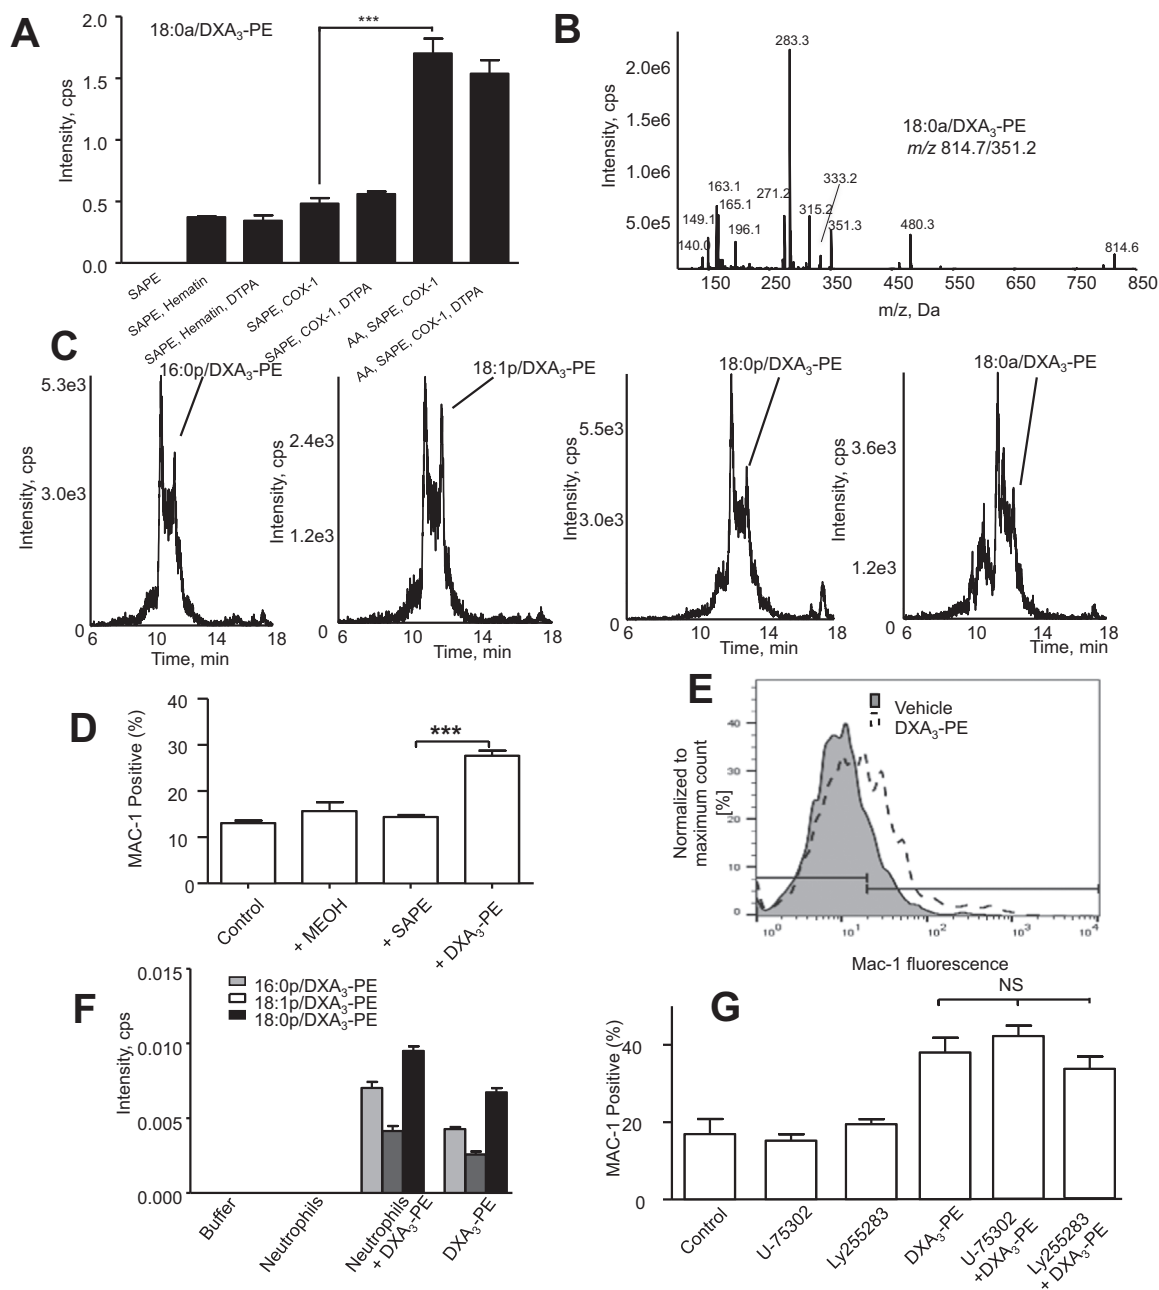 A
18:0a/DXA₃-PE
***
Intensity, cps
2.0
1.5
1.0
0.5
0.0
SAPE
SAPE, Hematin
SAPE, Hematin, DTPA
SAPE, COX-1
SAPE, COX-1, DTPA
AA, SAPE, COX-1
AA, SAPE, COX-1, DTPA
B
Intensity, cps
2.0e6
1.5e6
1.0e6
5.0e5
283.3
18:0a/DXA₃-PE
m/z 814.7/351.2
163.1
165.1
149.1
140.0
196.1
271.2
333.2
315.2
351.3
480.3
814.6
150 250 350 450 550 650 750 850
m/z, Da
C
16:0p/DXA₃-PE
Intensity, cps
5.3e3
3.0e3
0
6 10 14 18
Time, min
18:1p/DXA₃-PE
Intensity, cps
2.4e3
1.2e3
0
6 10 14 18
Time, min
18:0p/DXA₃-PE
Intensity, cps
5.5e3
3.0e3
0
6 10 14 18
Time, min
18:0a/DXA₃-PE
Intensity, cps
3.6e3
1.2e3
0
6 10 14 18
Time, min
D
MAC-1 Positive (%)
40
30
20
10
0
***
Control
+ MEOH
+ SAPE
+ DXA₃-PE
E
Vehicle
DXA₃-PE
Normalized to
maximum count
[%]
40
30
20
10
0
10⁰ 10¹ 10² 10³ 10⁴
Mac-1 fluorescence
F
16:0p/DXA₃-PE
18:1p/DXA₃-PE
18:0p/DXA₃-PE
Intensity, cps
0.015
0.010
0.005
0.000
Buffer
Neutrophils
Neutrophils
+ DXA₃-PE
DXA₃-PE
G
NS
MAC-1 Positive (%)
40
20
0
Control
U-75302
Ly255283
DXA₃-PE
U-75302
+DXA₃-PE
Ly255283
+ DXA₃-PE